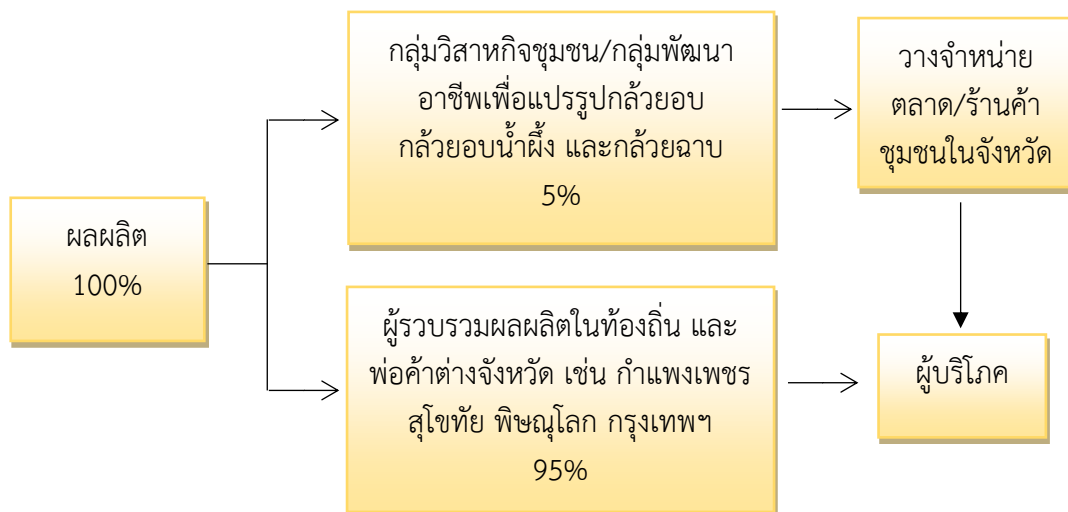 ผลผลิต
100%
กลุ่มวิสาหกิจชุมชน/กลุ่มพัฒนา
อาชีพเพื่อแปรรูปกล้วยอบ
กล้วยอบน้ำผึ้ง และกล้วยฉาบ
5%
วางจำหน่าย
ตลาด/ร้านค้า
ชุมชนในจังหวัด
ผู้รวบรวมผลผลิตในท้องถิ่น และ
พ่อค้าต่างจังหวัด เช่น กำแพงเพชร
สุโขทัย พิษณุโลก กรุงเทพฯ
95%
ผู้บริโภค